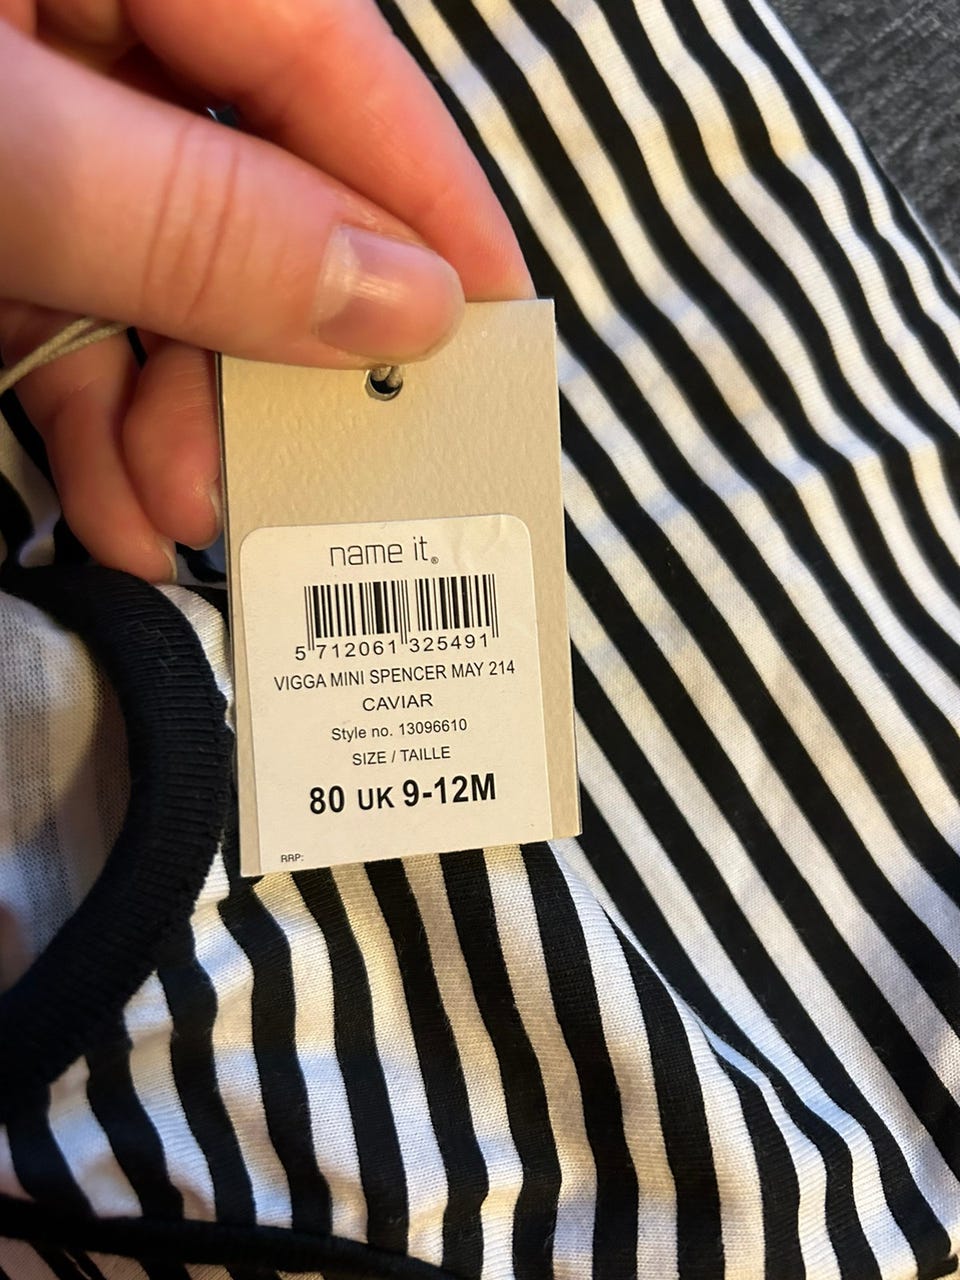 name it.®
5 712061 325491
VIGGA MINI SPENCER MAY 214
CAVIAR
Style no. 13096610
SIZE / TAILLE
80 UK 9-12M
RRP: